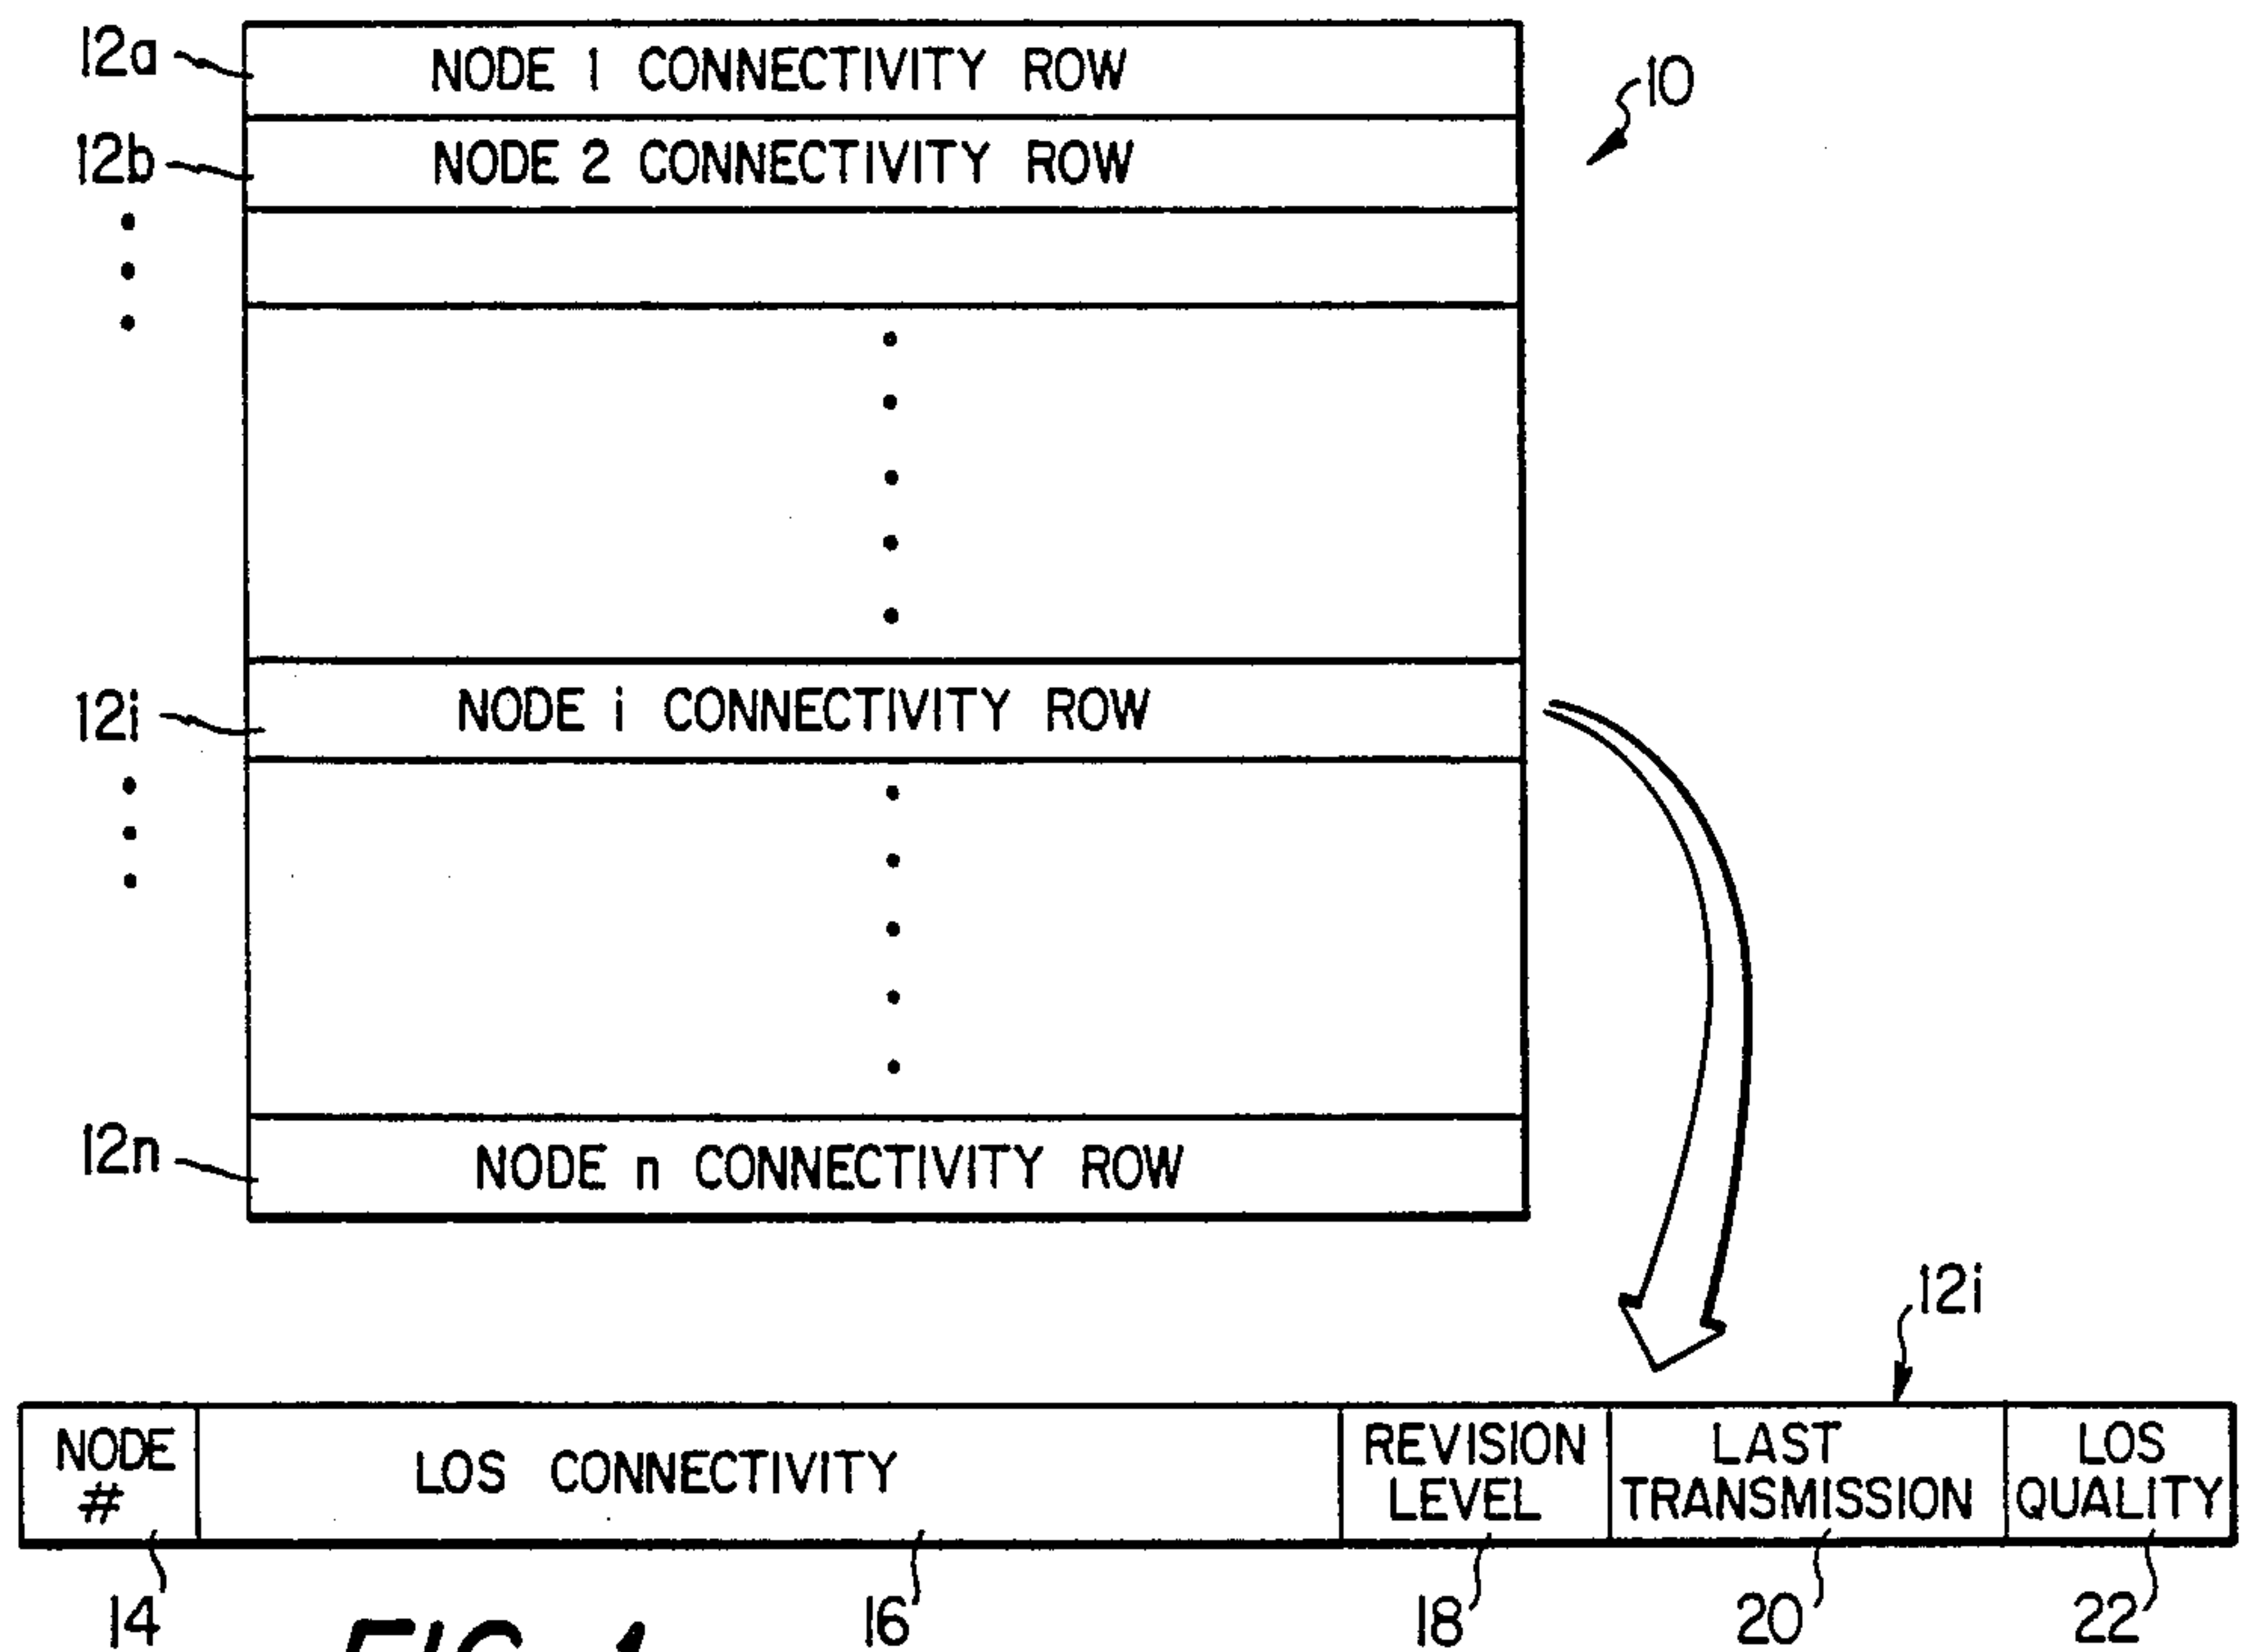 12a NODE 1 CONNECTIVITY ROW
10
12b NODE 2 CONNECTIVITY ROW
12i NODE i CONNECTIVITY ROW
12n NODE n CONNECTIVITY ROW
12i
NODE #
LOS CONNECTIVITY
REVISION LEVEL
LAST TRANSMISSION
LOS QUALITY
14 16 18 20 22